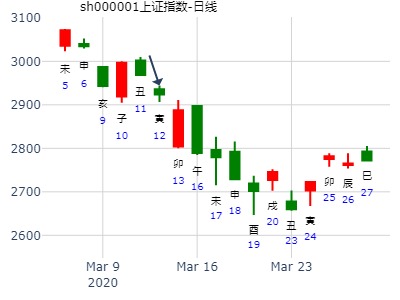 sh000001上证指数-日线
3100
3000
2900
2800
2700
2600
未
5
申
6
亥
9
子
10
丑
11
寅
12
卯
13
午
16
未
17
申
18
酉
19
戌
20
丑
23
寅
24
卯
25
辰
26
巳
27
Mar 9
2020
Mar 16
Mar 23